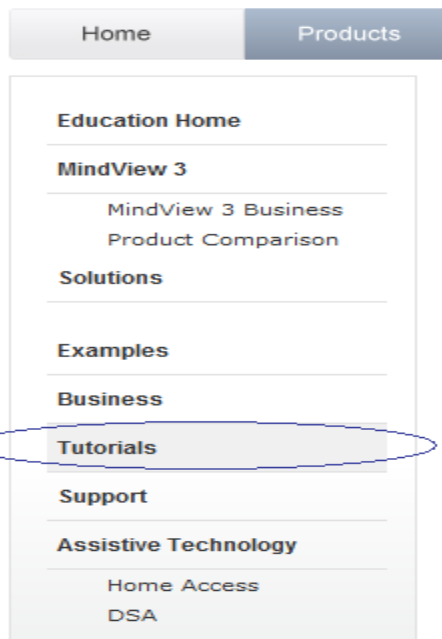 Home Products
Education Home
MindView 3
MindView 3 Business
Product Comparison
Solutions
Examples
Business
Tutorials
Support
Assistive Technology
Home Access
DSA